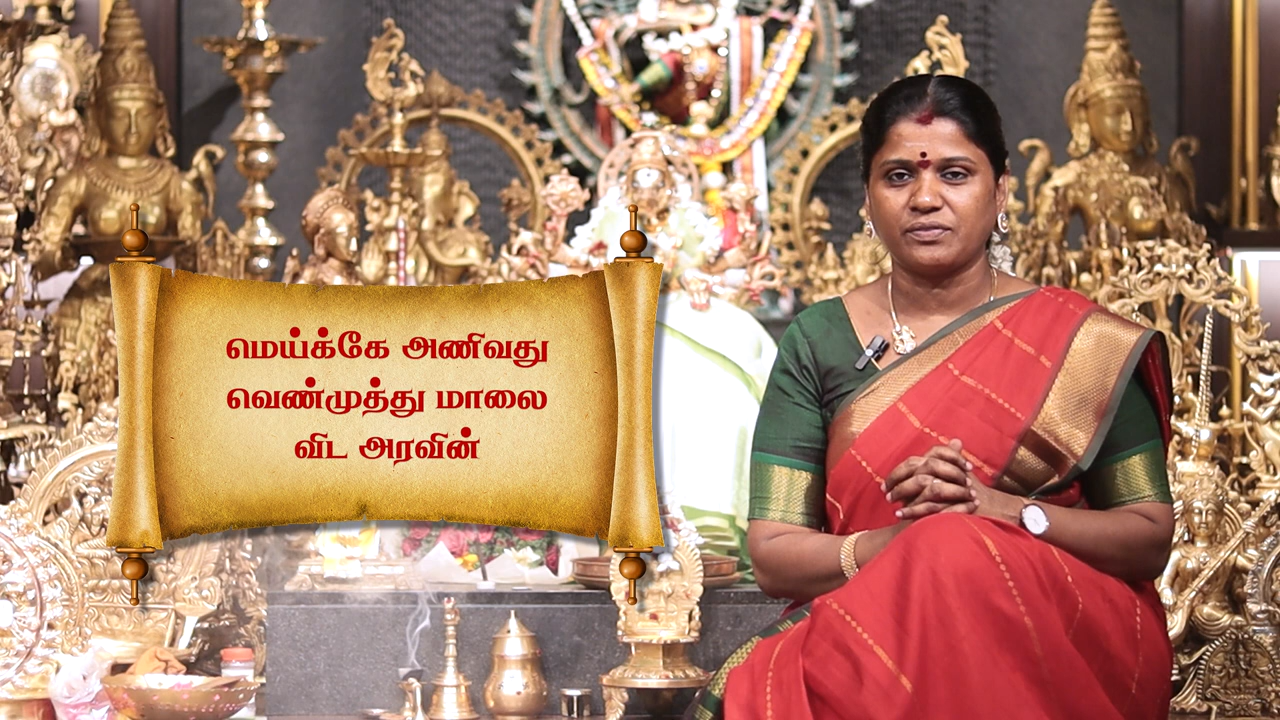 மெய்க்கே அணிவது
வெண்முத்து மாலை
விட அரவின்